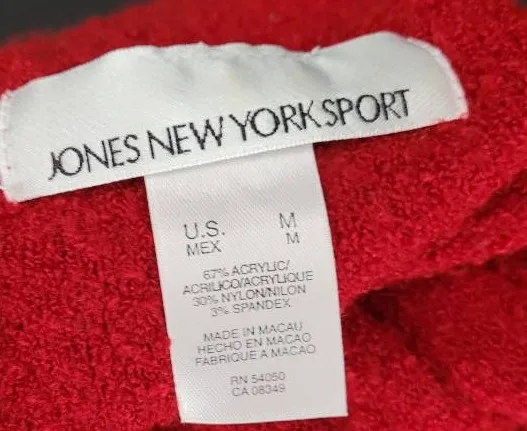 JONES NEW YORK SPORT
U.S. M
MEX M
67% ACRYLIC/
ACRILICO/ACRYLIQUE
30% NYLON/NILON
3% SPANDEX
MADE IN MACAU
HECHO EN MACAO
FABRIQUE A MACAO
RN 54050
CA 08349